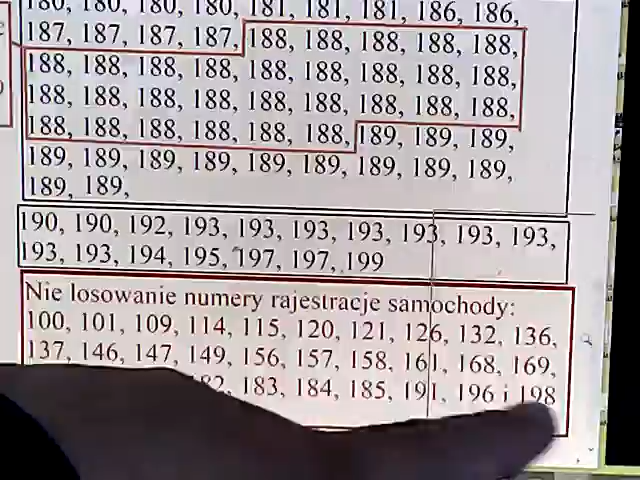 180, 180, 180, 180, 181, 181, 181, 186, 186,
187, 187, 187, 187, 188, 188, 188, 188, 188,
188, 188, 188, 188, 188, 188, 188, 188, 188,
188, 188, 188, 188, 188, 188, 188, 188, 188,
188, 188, 188, 188, 188, 188, 189, 189, 189,
189, 189, 189, 189, 189, 189, 189, 189, 189,
189, 189,
190, 190, 192, 193, 193, 193, 193, 193, 193, 193,
193, 193, 194, 195, 197, 197, 199
Nie losowanie numery rajestracje samochody:
100, 101, 109, 114, 115, 120, 121, 126, 132, 136,
137, 146, 147, 149, 156, 157, 158, 161, 168, 169,
183, 184, 185, 191, 196 i 198